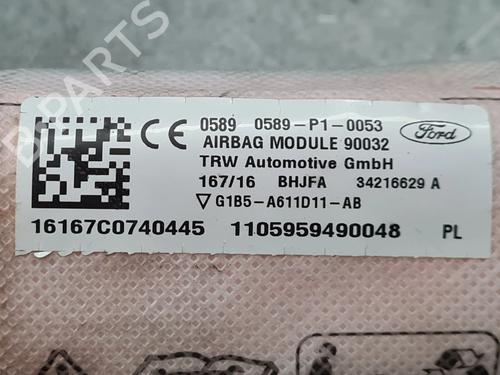 0589 0589-P1-0053
Ford
AIRBAG MODULE 90032
TRW Automotive GmbH
167/16 BHJFA 34216629 A
▽G1B5-A611D11-AB
16167C0740445 1105959490048 PL
B-PARTS